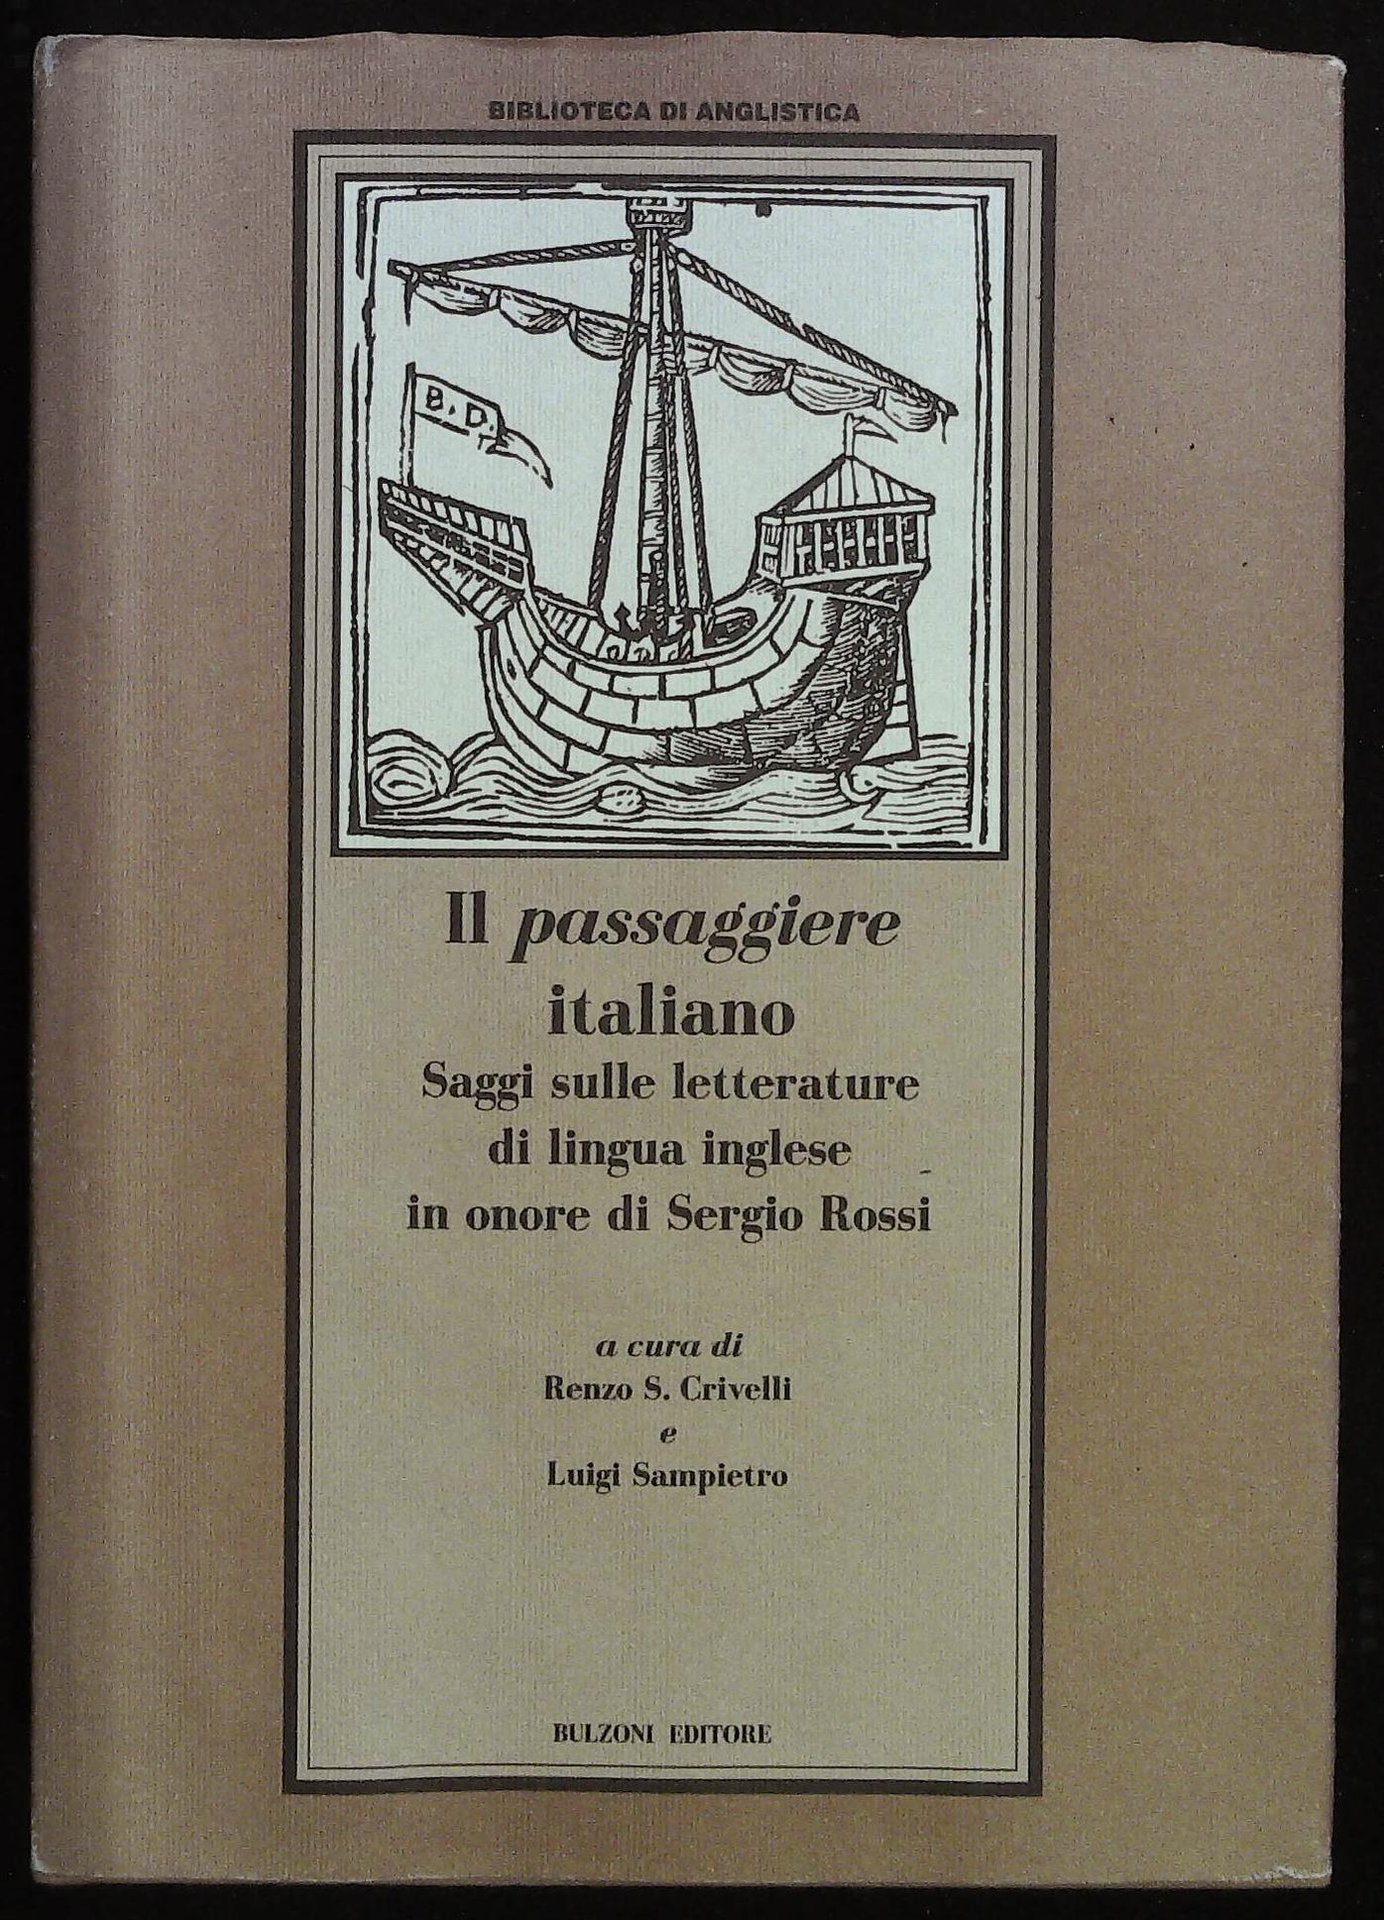 BIBLIOTECA DI ANGLISTICA
B. D.
Il passaggiere
italiano
Saggi sulle letterature
di lingua inglese
in onore di Sergio Rossi
a cura di
Renzo S. Crivelli
e
Luigi Sampietro
BULZONI EDITORE